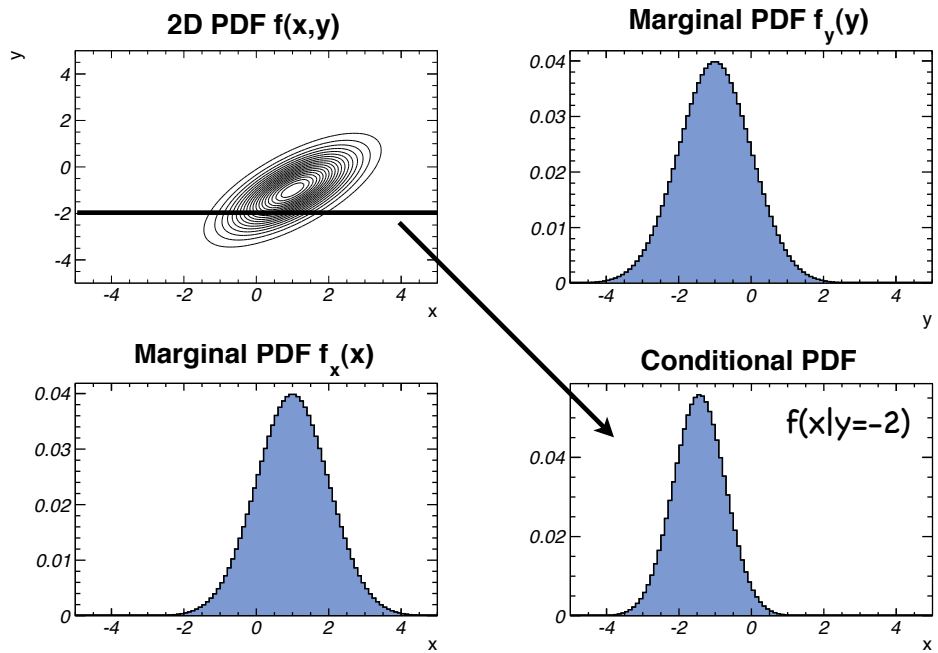 2D PDF f(x,y)
y
4
2
0
-2
-4
-4 -2 0 2 4
x
Marginal PDF f_y(y)
0.04
0.03
0.02
0.01
0
-4 -2 0 2 4
y
Marginal PDF f_x(x)
0.04
0.03
0.02
0.01
0
-4 -2 0 2 4
x
Conditional PDF
f(x|y=-2)
0.04
0.02
0
-4 -2 0 2 4
x